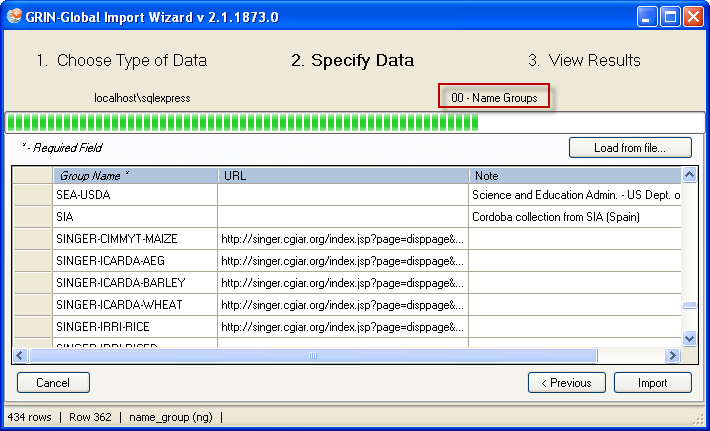 GRIN-Global Import Wizard v 2.1.1873.0
1. Choose Type of Data 2. Specify Data 3. View Results
localhost\sqlexpress 00 - Name Groups
* - Required Field Load from file...
Group Name * URL Note
SEA-USDA Science and Education Admin. - US Dept. o
SIA Cordoba collection from SIA (Spain)
SINGER-CIMMYT-MAIZE http://singer.cgiar.org/index.jsp?page=disppage&...
SINGER-ICARDA-AEG http://singer.cgiar.org/index.jsp?page=disppage&...
SINGER-ICARDA-BARLEY http://singer.cgiar.org/index.jsp?page=disppage&...
SINGER-ICARDA-WHEAT http://singer.cgiar.org/index.jsp?page=disppage&...
SINGER-IRRI-RICE http://singer.cgiar.org/index.jsp?page=disppage&...
Cancel < Previous Import
434 rows | Row 362 | name_group (ng) |